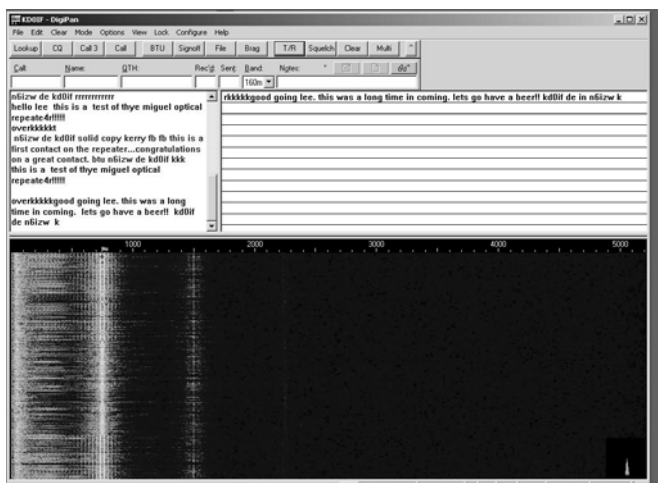 KD0IF - DigiPan
File Edit Clear Mode Options View Lock Configure Help
Lookup CQ Call 3 Call BTU Signoff File Brag T/R Squelch Clear Multi
Call: Name: QTH: Rec'd: Sent: Band: Notes:
160m
n6izw de kd0if rrrrrrrrrrrr
hello lee this is a test of thye miguel optical
repeate4r!!!!!
overkkkkkt
n6izw de kd0if solid copy kerry fb fb this is a
first contact on the repeater...congratulations
on a great contact. btu n6izw de kd0if kkk
this is a test of thye miguel optical
repeate4r!!!!!
overkkkkkgood going lee. this was a long
time in coming. lets go have a beer!! kd0if
de n6izw k
rkkkkkgood going lee. this was a long time in coming. lets go have a beer!! kd0if de in n6izw k
1000 2000 3000 4000 5000